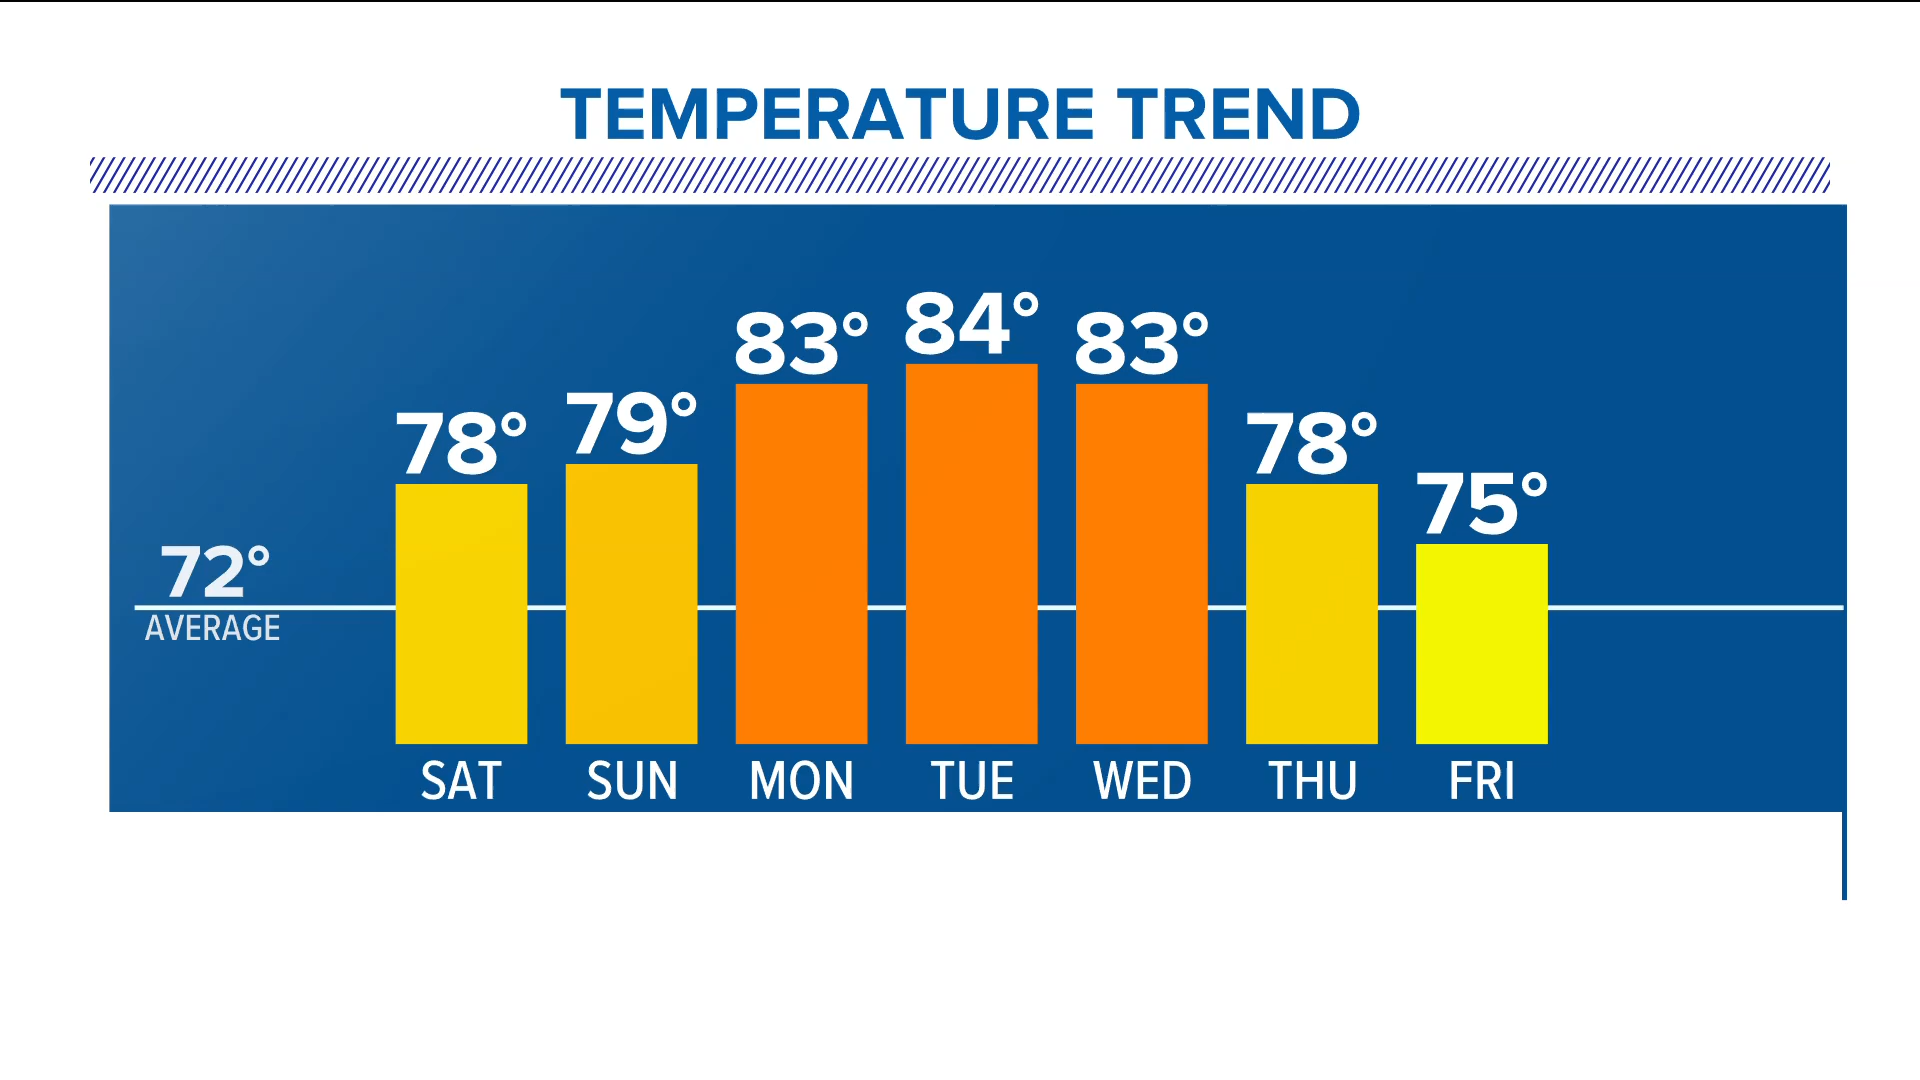 TEMPERATURE TREND
84°
83° 83°
79°
78° 78°
75°
72°
AVERAGE
SAT SUN MON TUE WED THU FRI